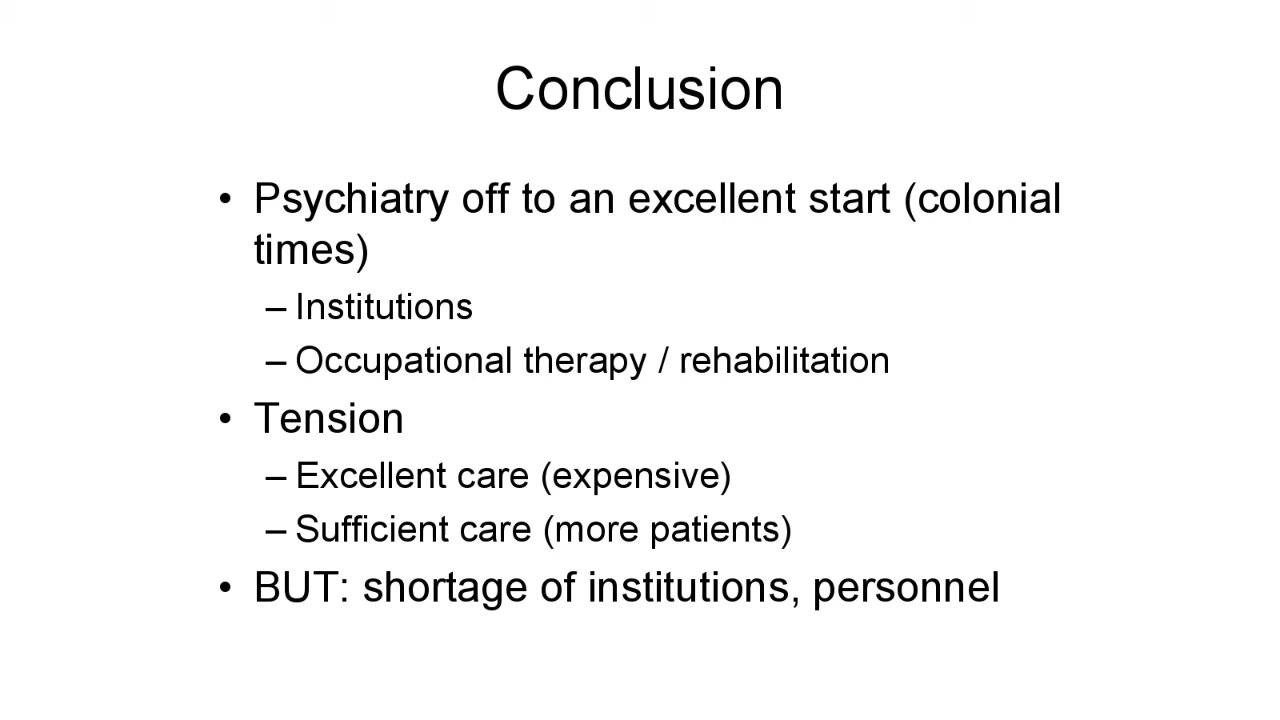 Conclusion
• Psychiatry off to an excellent start (colonial
times)
– Institutions
– Occupational therapy / rehabilitation
• Tension
– Excellent care (expensive)
– Sufficient care (more patients)
• BUT: shortage of institutions, personnel